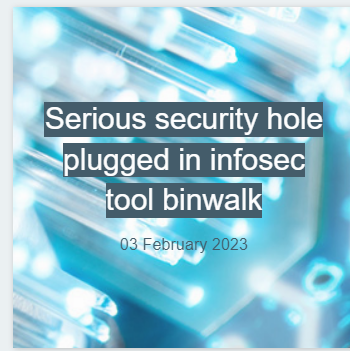 Serious security hole
plugged in infosec
tool binwalk
03 February 2023